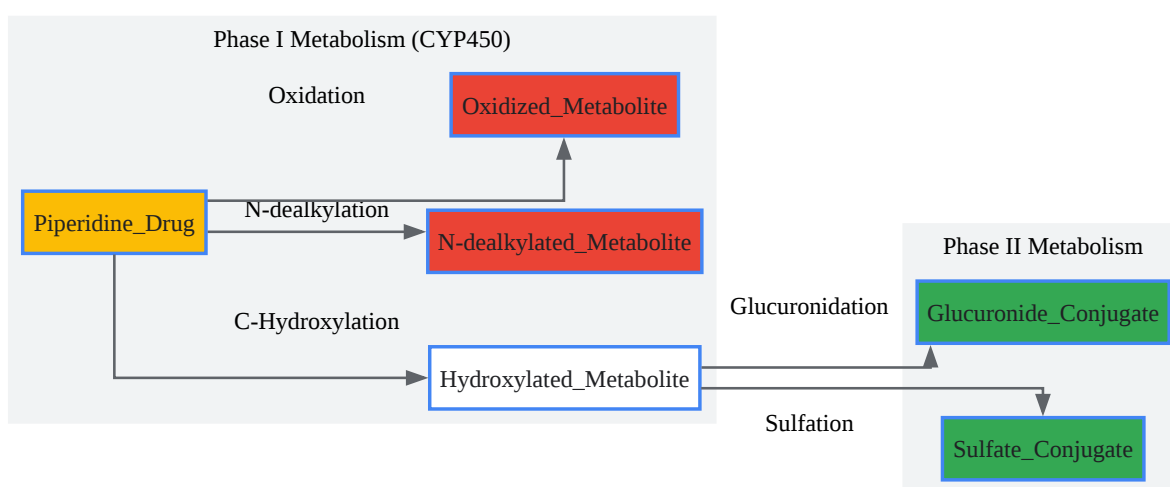 Phase I Metabolism (CYP450)
Oxidation
Oxidized_Metabolite
Piperidine_Drug
N-dealkylation
N-dealkylated_Metabolite
C-Hydroxylation
Hydroxylated_Metabolite
Phase II Metabolism
Glucuronidation
Glucuronide_Conjugate
Sulfation
Sulfate_Conjugate